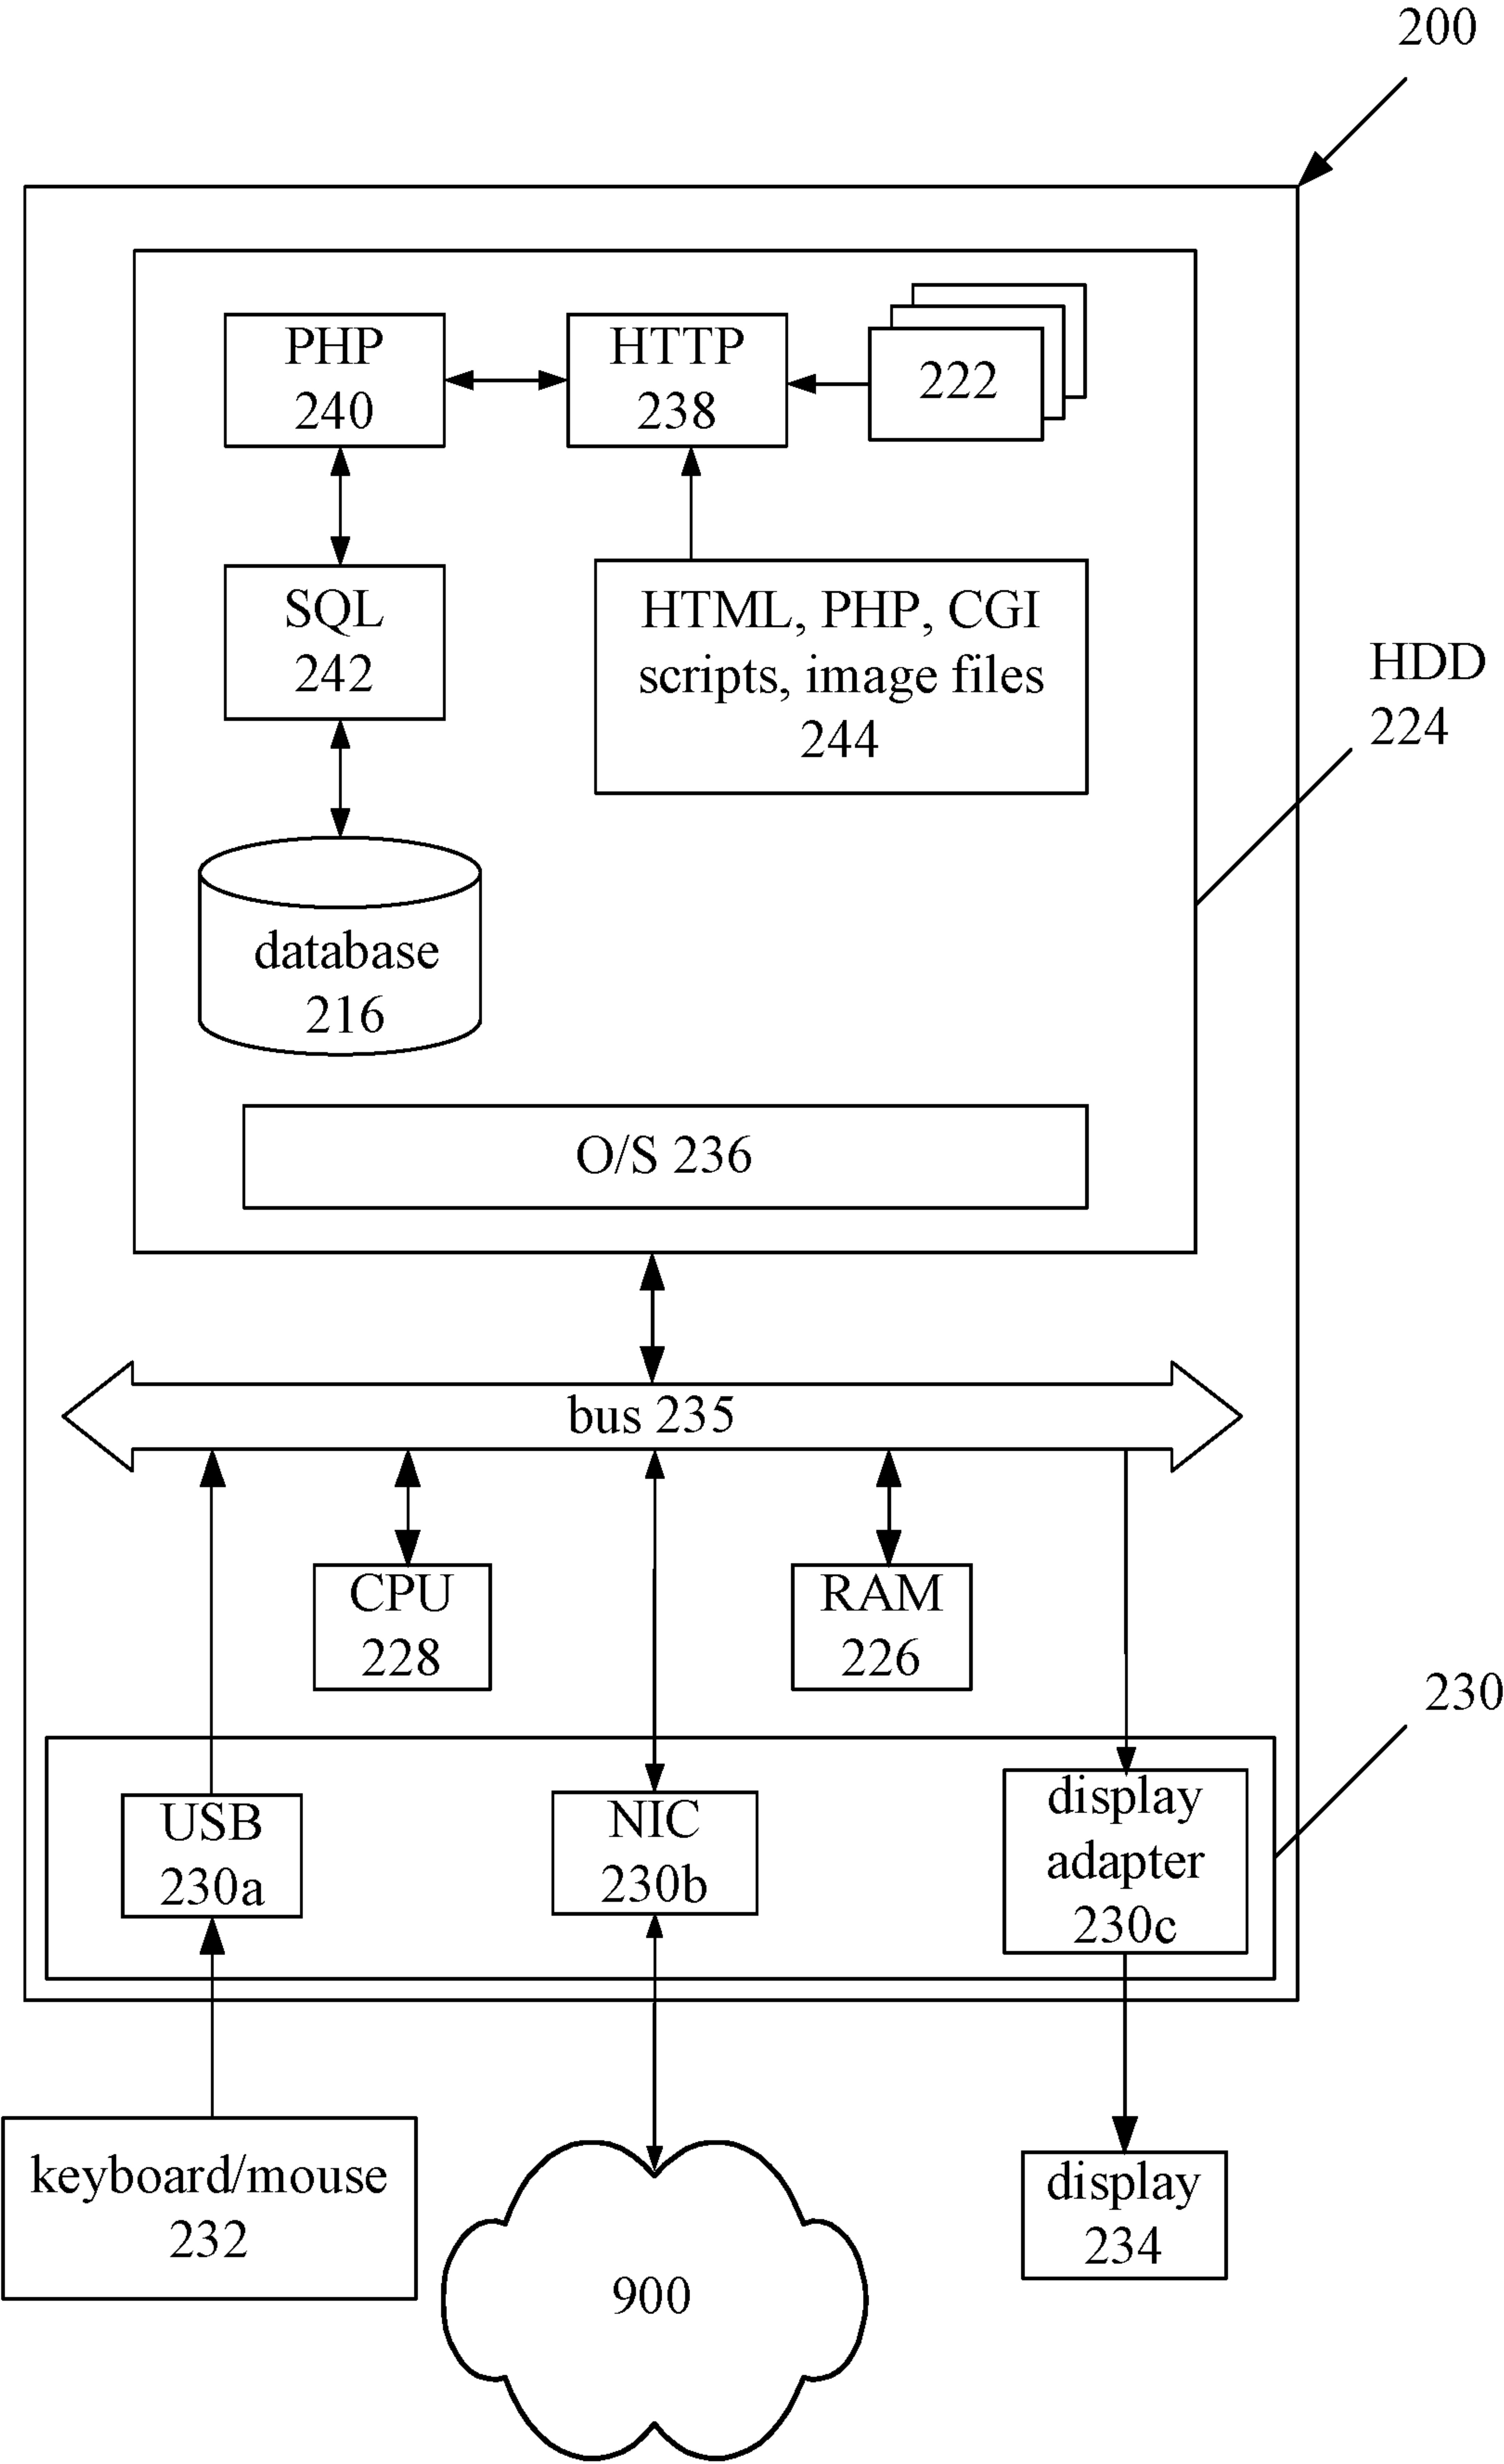 200
PHP
240
HTTP
238
222
SQL
242
HTML, PHP, CGI
scripts, image files
244
HDD
224
database
216
O/S 236
bus 235
CPU
228
RAM
226
230
USB
230a
NIC
230b
display
adapter
230c
keyboard/mouse
232
900
display
234